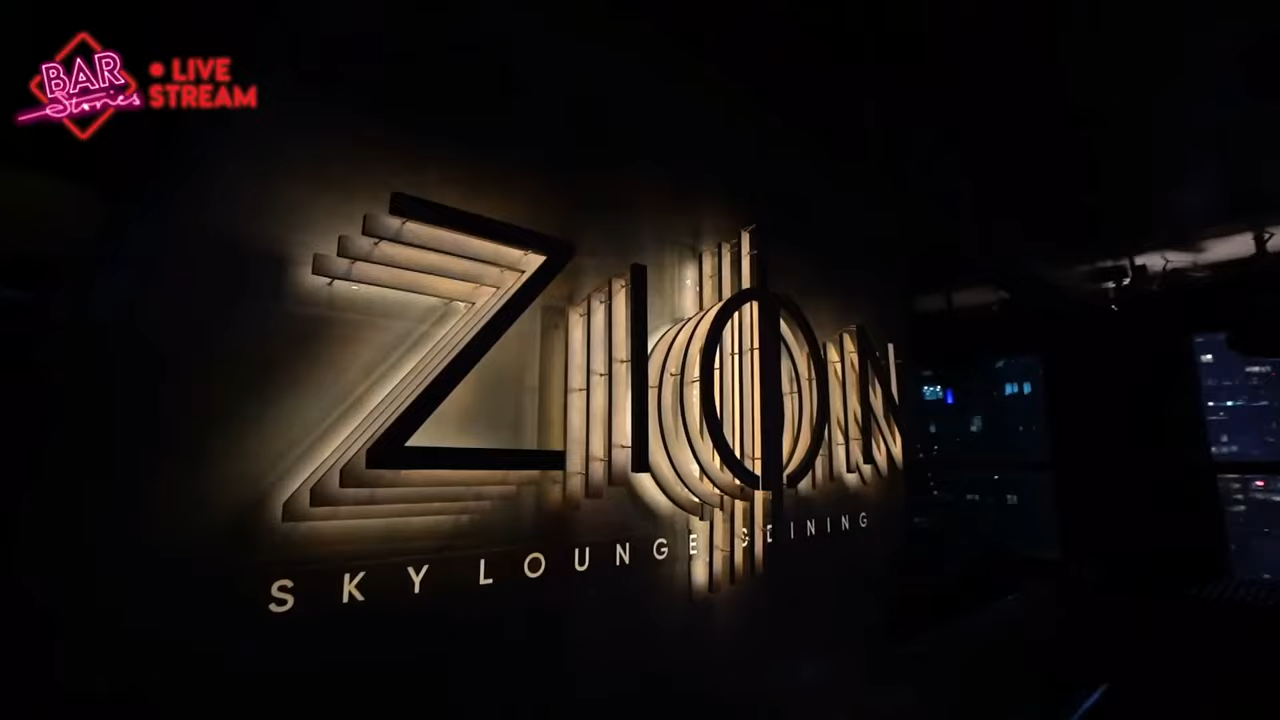 BAR
Stories
LIVE
STREAM
ZION
SKY LOUNGE & DINING